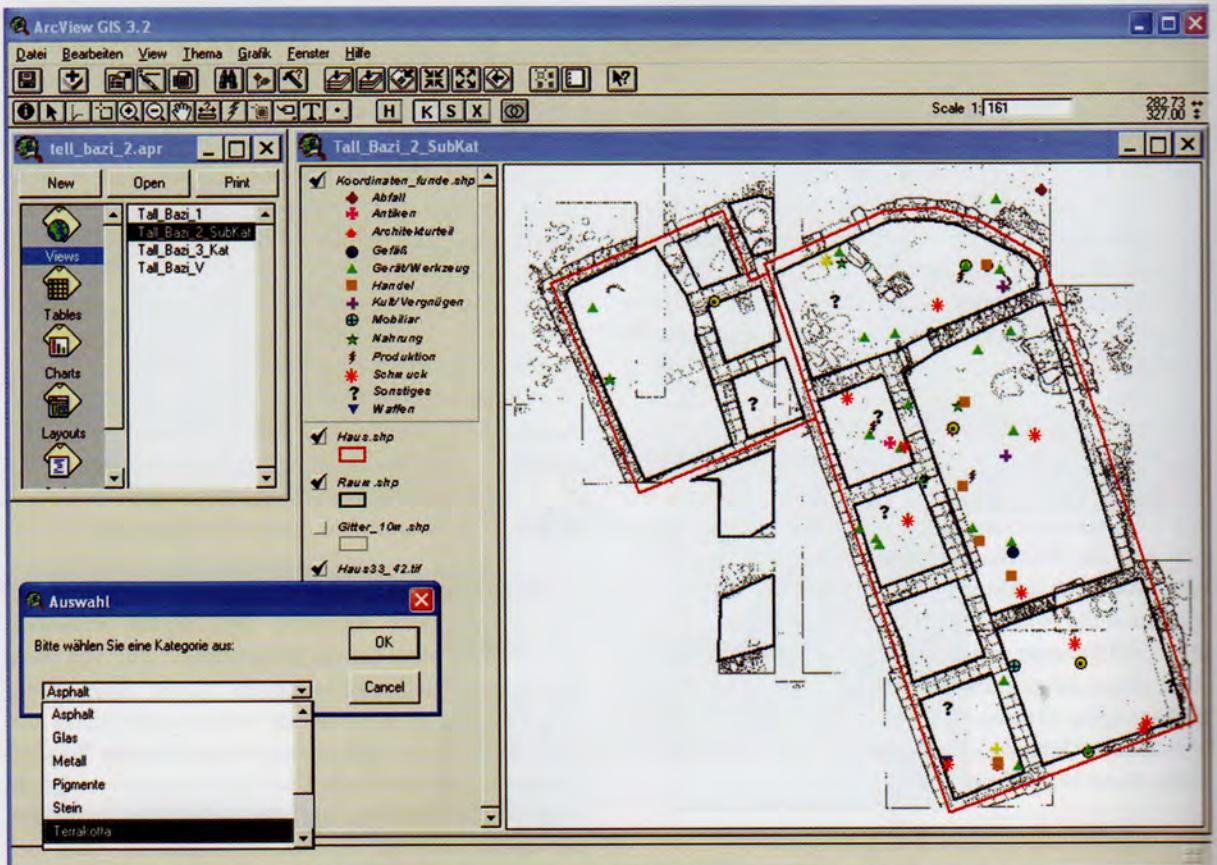 ArcView GIS 3.2
Datei Bearbeiten View Thema Grafik Fenster Hilfe
H K S X
Scale 1: 161
282.73
327.00
tell_bazi_2.apr
New Open Print
Views
Tables
Charts
Layouts
Tall_Bazi_1
Tall_Bazi_2_SubKat
Tall_Bazi_3_Kat
Tall_Bazi_V
Tall_Bazi_2_SubKat
Koordinaten_funde.shp
Abfall
Antiken
Architekturteil
Gefäß
Gerät/Werkzeug
Handel
Kult/Vergnügen
Mobiliar
Nahrung
Produktion
Schmuck
Sonstiges
Waffen
Haus.shp
Raum.shp
Gitter_10m.shp
Haus33_42.tif
Auswahl
Bitte wählen Sie eine Kategorie aus:
OK
Cancel
Asphalt
Asphalt
Glas
Metall
Pigmente
Stein
Terrakotta